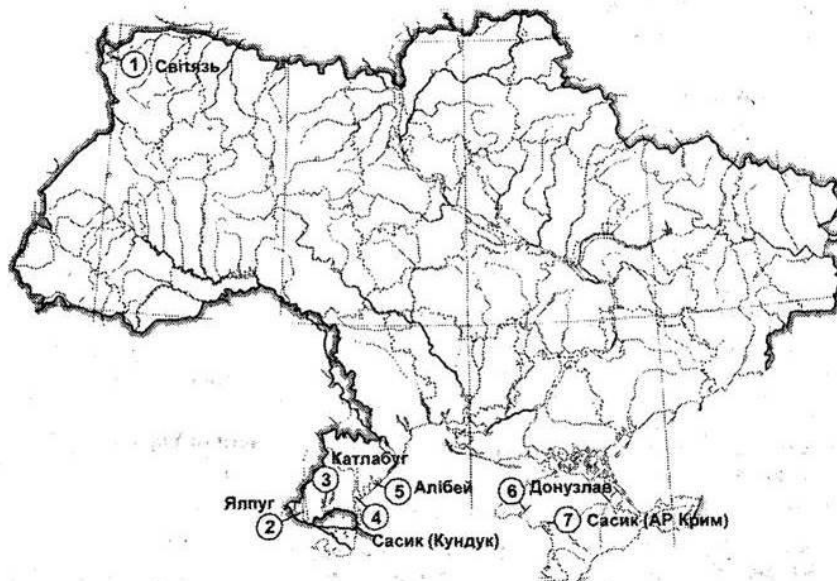 1 Світязь
Катлабуг
3
5 Алібей
6 Донузлав
Ялпуг
2
4
7 Сасик (АР Крим)
Сасик (Кундук)